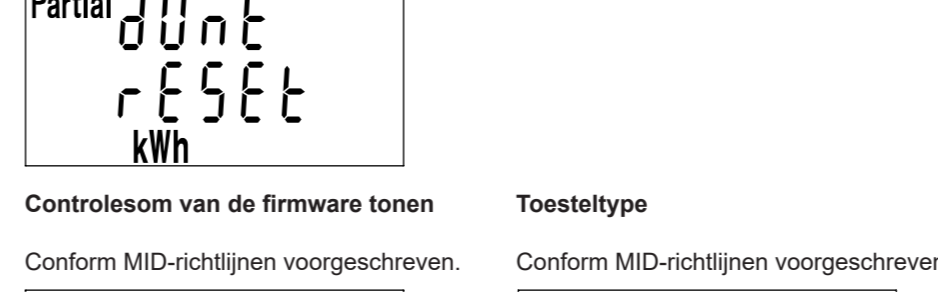 Partial
dUnt
rESEt
kWh
Controlesom van de firmware tonen
Toesteltype
Conform MID-richtlijnen voorgeschreven.
Conform MID-richtlijnen voorgeschreven